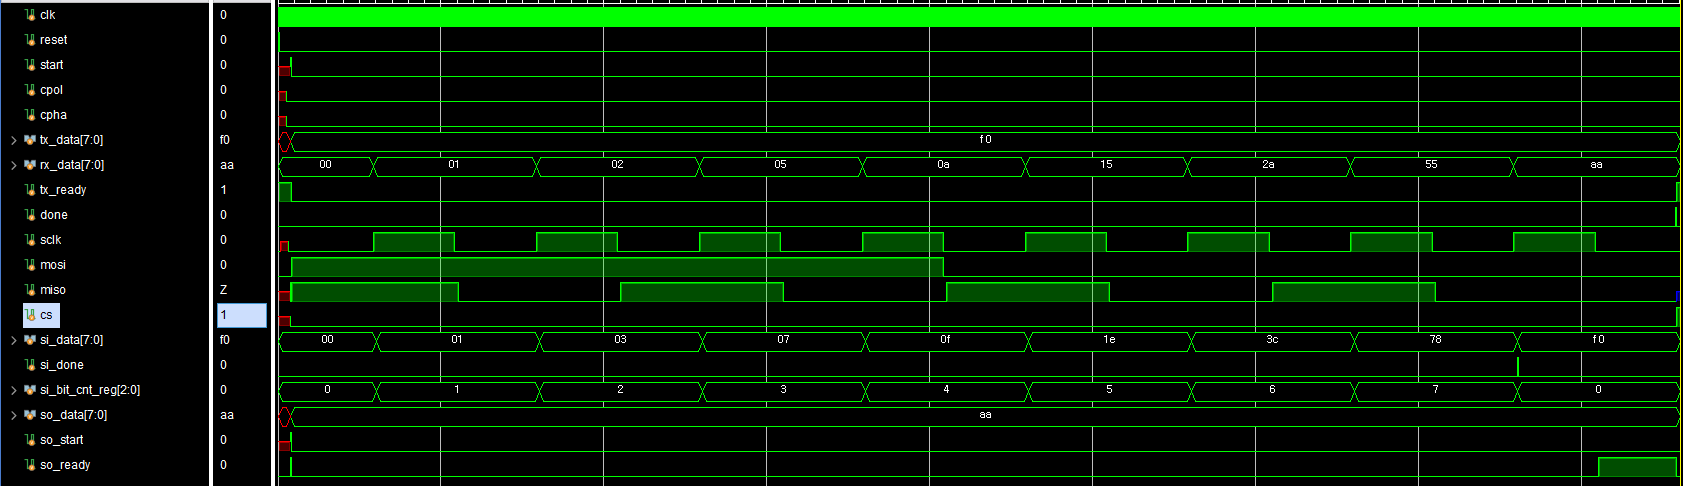 clk 0
reset 0
start 0
cpol 0
cpha 0
tx_data[7:0] f0 f0
rx_data[7:0] aa 00 01 02 05 0a 15 2a 55 aa
tx_ready 1
done 0
sclk 0
mosi 0
miso Z
cs 1
si_data[7:0] f0 00 01 03 07 0f 1e 3c 78 f0
si_done 0
si_bit_cnt_reg[2:0] 0 0 1 2 3 4 5 6 7 0
so_data[7:0] aa aa
so_start 0
so_ready 0